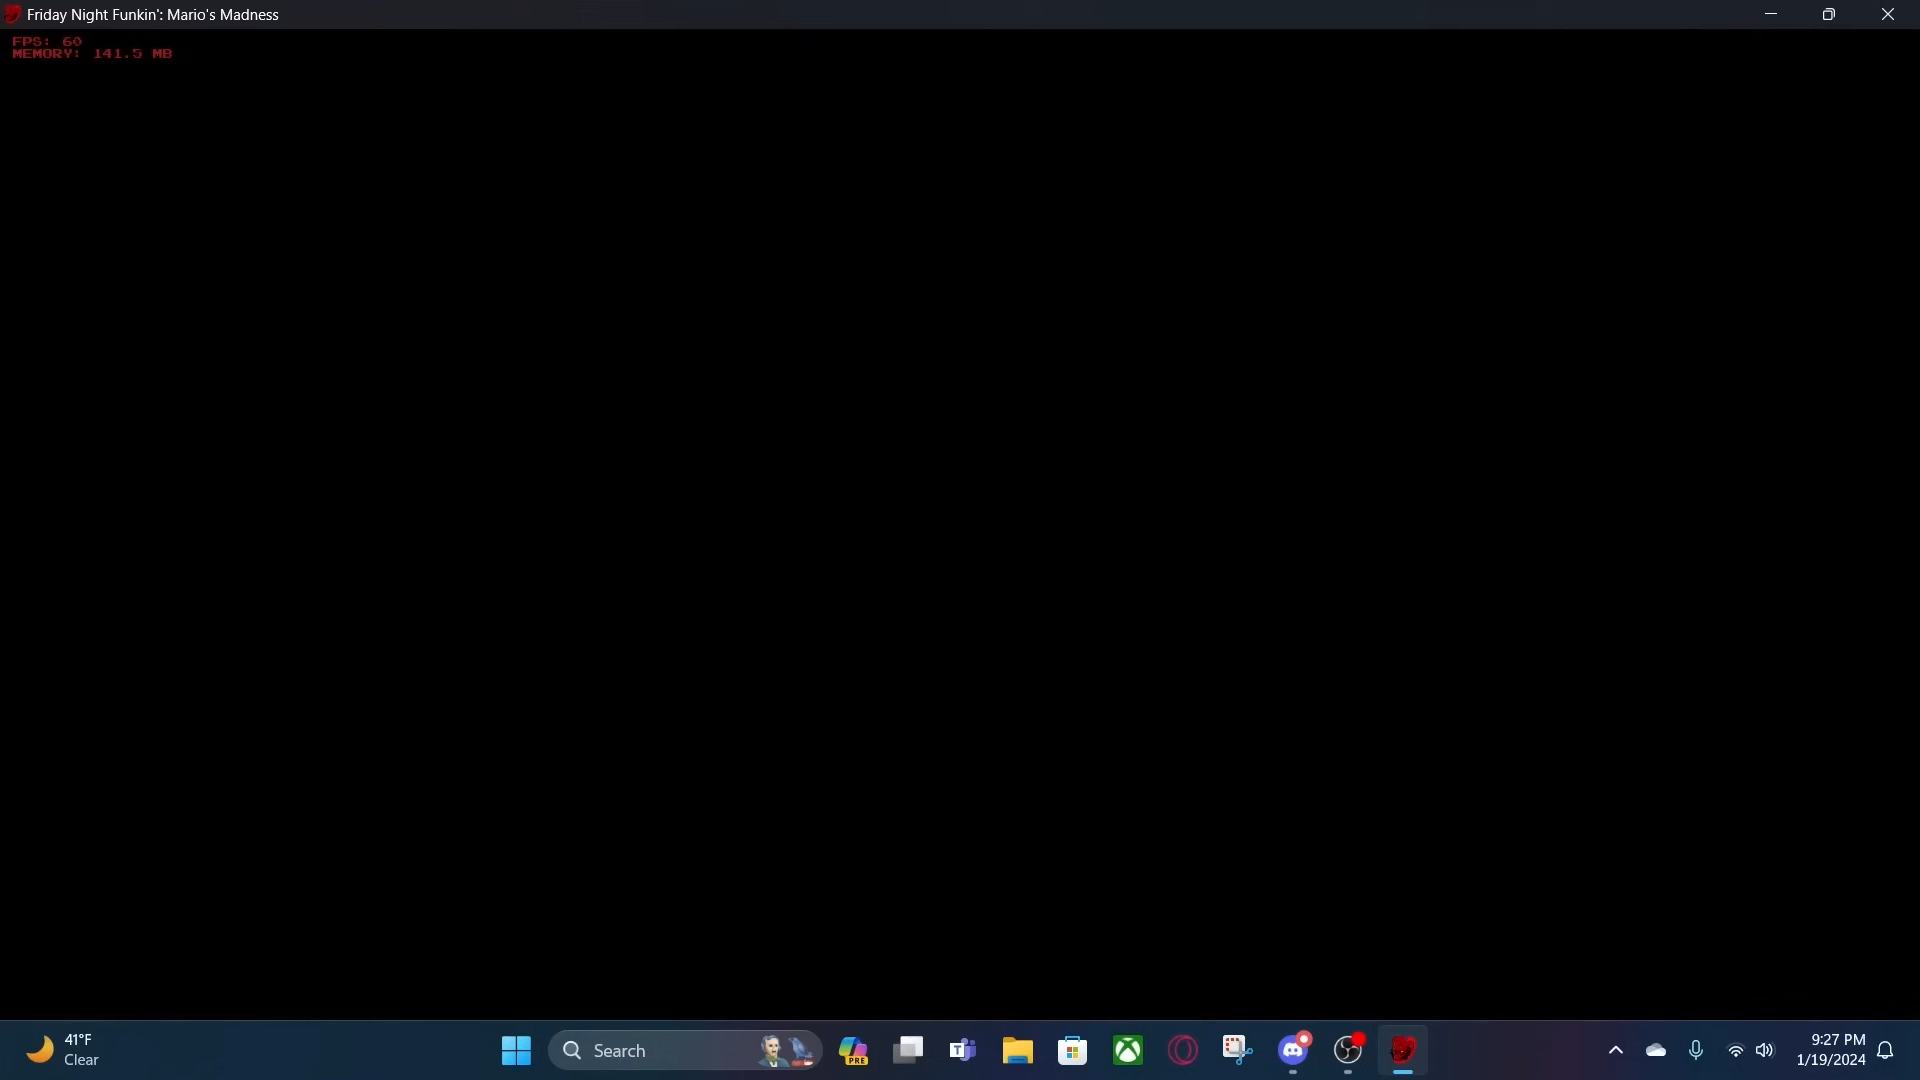 Friday Night Funkin': Mario's Madness
FPS: 60
MEMORY: 141.5 MB
41°F
Clear
Search
PRE
T
9:27 PM
1/19/2024